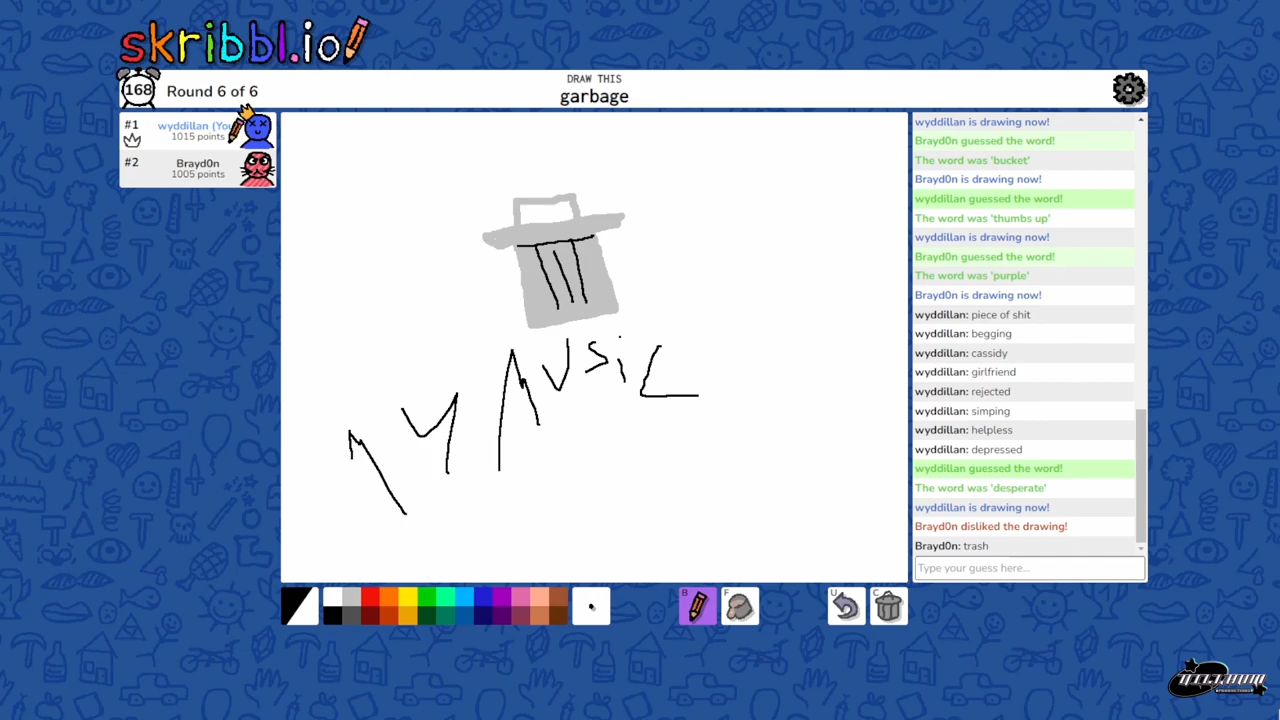 skribbl.io
168
Round 6 of 6
DRAW THIS
garbage
#1
wyddillan (You
1015 points
#2
Brayd0n
1005 points
MY MUSIC
wyddillan is drawing now!
Brayd0n guessed the word!
The word was 'bucket'
Brayd0n is drawing now!
wyddillan guessed the word!
The word was 'thumbs up'
wyddillan is drawing now!
Brayd0n guessed the word!
The word was 'purple'
Brayd0n is drawing now!
wyddillan: piece of shit
wyddillan: begging
wyddillan: cassidy
wyddillan: girlfriend
wyddillan: rejected
wyddillan: simping
wyddillan: helpless
wyddillan: depressed
wyddillan guessed the word!
The word was 'desperate'
wyddillan is drawing now!
Brayd0n disliked the drawing!
Brayd0n: trash
Type your guess here...
B
F
U
C